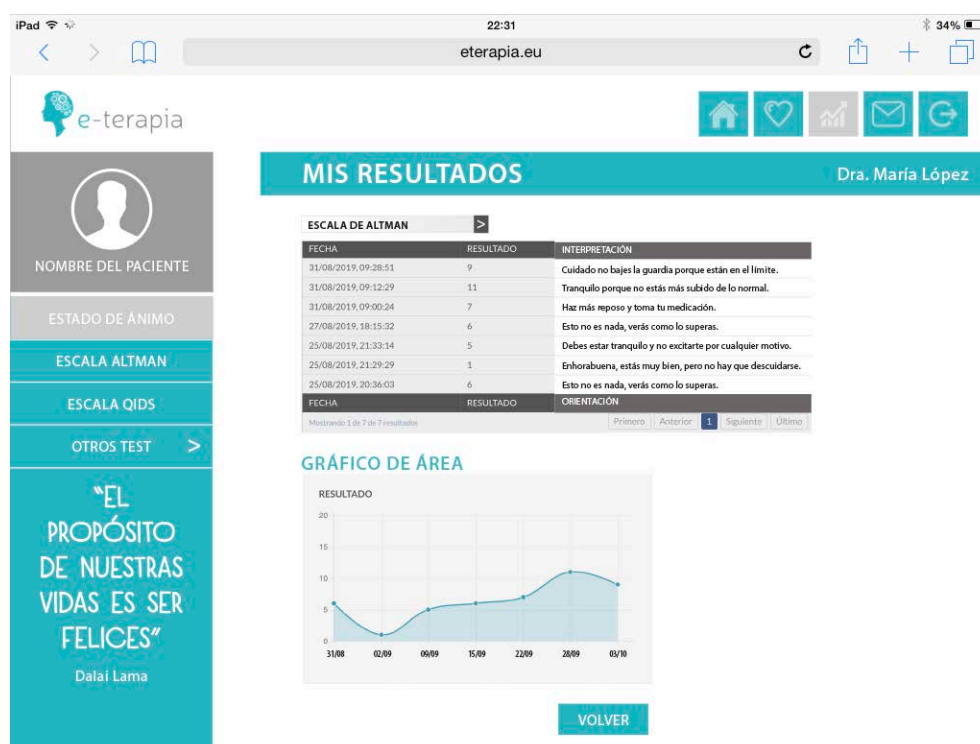 iPad 22:31 34%
eterapia.eu
e-terapia
MIS RESULTADOS Dra. María López
NOMBRE DEL PACIENTE
ESTADO DE ÁNIMO
ESCALA ALTMAN
ESCALA QIDS
OTROS TEST >
“EL
PROPÓSITO
DE NUESTRAS
VIDAS ES SER
FELICES”
Dalai Lama
ESCALA DE ALTMAN >
FECHA RESULTADO INTERPRETACIÓN
31/08/2019, 09:28:51 9 Cuidado no bajes la guardia porque están en el límite.
31/08/2019, 09:12:29 11 Tranquilo porque no estás más subido de lo normal.
31/08/2019, 09:00:24 7 Haz más reposo y toma tu medicación.
27/08/2019, 18:15:32 6 Esto no es nada, verás como lo superas.
25/08/2019, 21:33:14 5 Debes estar tranquilo y no excitarte por cualquier motivo.
25/08/2019, 21:29:29 1 Enhorabuena, estás muy bien, pero no hay que descuidarse.
25/08/2019, 20:36:03 6 Esto no es nada, verás como lo superas.
FECHA RESULTADO ORIENTACIÓN
Mostrando 1 de 7 de 7 resultados Primero Anterior 1 Siguiente Último
GRÁFICO DE ÁREA
RESULTADO
20
15
10
5
0
31/08 02/09 09/09 15/09 22/09 28/09 03/10
VOLVER